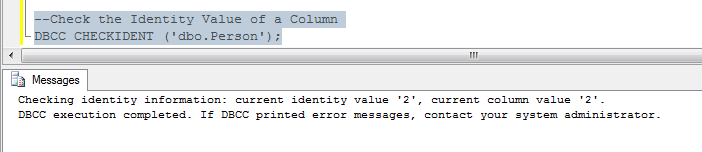 --Check the Identity Value of a Column
DBCC CHECKIDENT ('dbo.Person');
Messages
Checking identity information: current identity value '2', current column value '2'.
DBCC execution completed. If DBCC printed error messages, contact your system administrator.